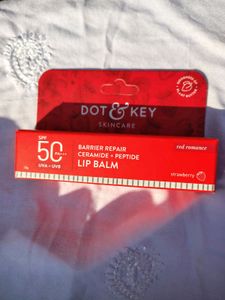 DOT & KEY
SKINCARE
SPF
50
PA+++
UVA + UVB
BARRIER REPAIR
CERAMIDE + PEPTIDE
LIP BALM
red romance
strawberry